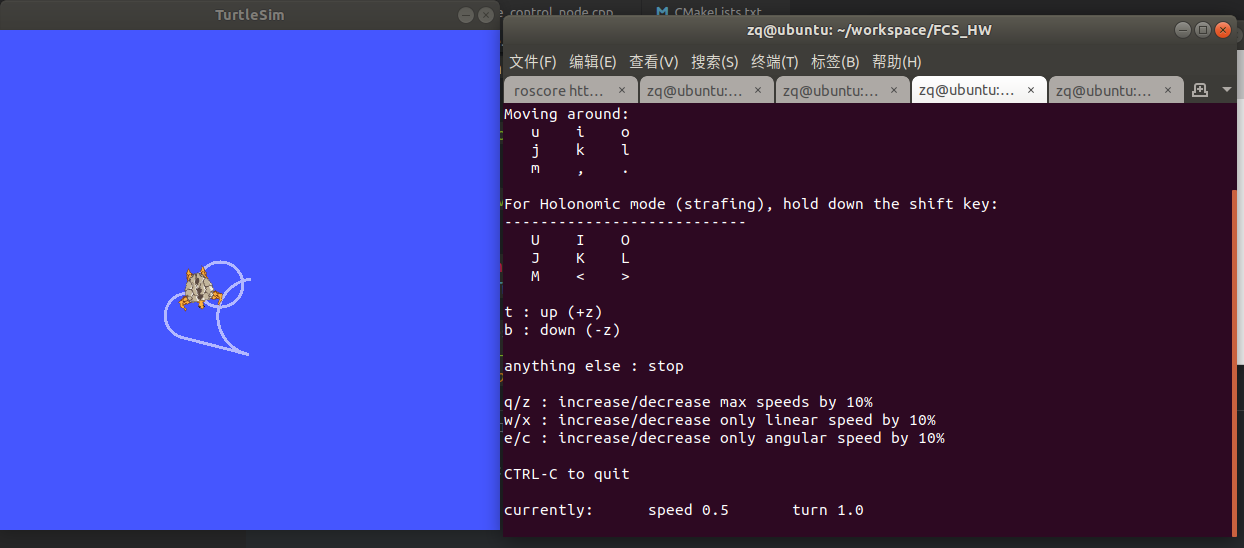 TurtleSim
control node.cpp
CMakeLists.txt
zq@ubuntu: ~/workspace/FCS_HW
文件(F) 编辑(E) 查看(V) 搜索(S) 终端(T) 标签(B) 帮助(H)
roscore htt... zq@ubuntu:... zq@ubuntu:... zq@ubuntu:... zq@ubuntu:...
Moving around:
u i o
j k l
m , .
For Holonomic mode (strafing), hold down the shift key:
---------------------------
U I O
J K L
M < >
t : up (+z)
b : down (-z)
anything else : stop
q/z : increase/decrease max speeds by 10%
w/x : increase/decrease only linear speed by 10%
e/c : increase/decrease only angular speed by 10%
CTRL-C to quit
currently: speed 0.5 turn 1.0